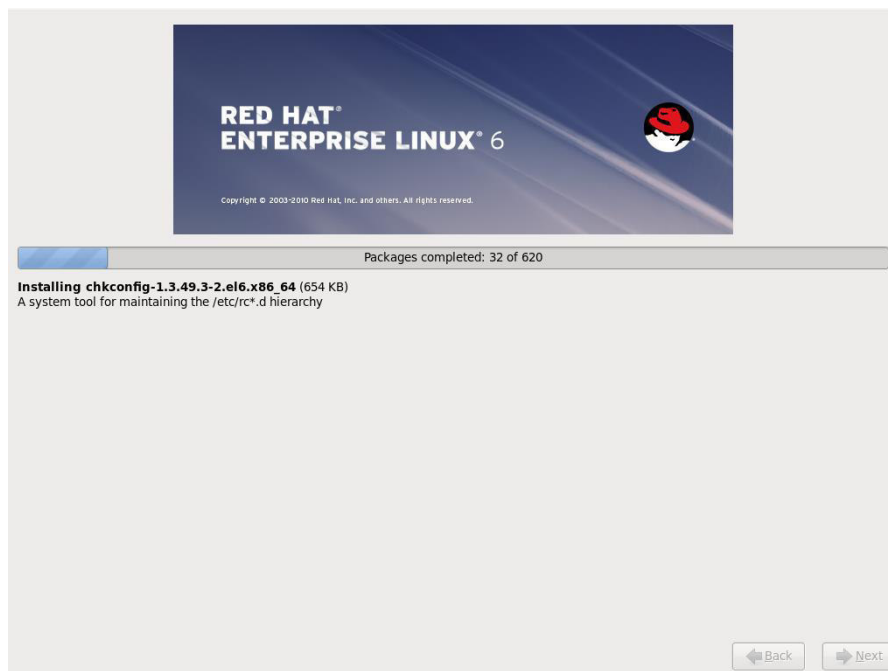 RED HAT®
ENTERPRISE LINUX® 6
Copyright © 2003-2010 Red Hat, Inc. and others. All rights reserved.
Packages completed: 32 of 620
Installing chkconfig-1.3.49.3-2.el6.x86_64 (654 KB)
A system tool for maintaining the /etc/rc*.d hierarchy
Back Next